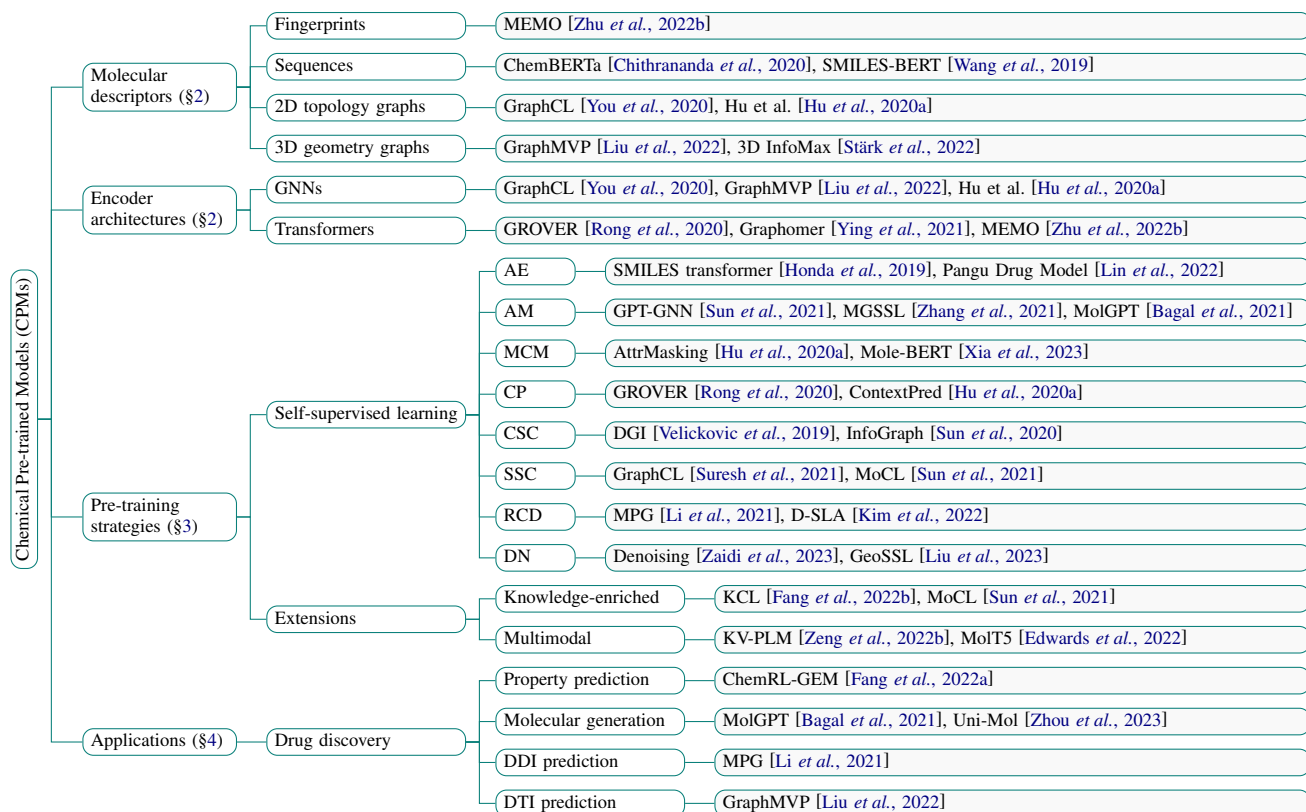 Chemical Pre-trained Models (CPMs)
Molecular
descriptors (§2)
Fingerprints
MEMO [Zhu et al., 2022b]
Sequences
ChemBERTa [Chithrananda et al., 2020], SMILES-BERT [Wang et al., 2019]
2D topology graphs
GraphCL [You et al., 2020], Hu et al. [Hu et al., 2020a]
3D geometry graphs
GraphMVP [Liu et al., 2022], 3D InfoMax [Stärk et al., 2022]
Encoder
architectures (§2)
GNNs
GraphCL [You et al., 2020], GraphMVP [Liu et al., 2022], Hu et al. [Hu et al., 2020a]
Transformers
GROVER [Rong et al., 2020], Graphomer [Ying et al., 2021], MEMO [Zhu et al., 2022b]
Pre-training
strategies (§3)
Self-supervised learning
AE
SMILES transformer [Honda et al., 2019], Pangu Drug Model [Lin et al., 2022]
AM
GPT-GNN [Sun et al., 2021], MGSSL [Zhang et al., 2021], MolGPT [Bagal et al., 2021]
MCM
AttrMasking [Hu et al., 2020a], Mole-BERT [Xia et al., 2023]
CP
GROVER [Rong et al., 2020], ContextPred [Hu et al., 2020a]
CSC
DGI [Velickovic et al., 2019], InfoGraph [Sun et al., 2020]
SSC
GraphCL [Suresh et al., 2021], MoCL [Sun et al., 2021]
RCD
MPG [Li et al., 2021], D-SLA [Kim et al., 2022]
DN
Denoising [Zaidi et al., 2023], GeoSSL [Liu et al., 2023]
Extensions
Knowledge-enriched
KCL [Fang et al., 2022b], MoCL [Sun et al., 2021]
Multimodal
KV-PLM [Zeng et al., 2022b], MolT5 [Edwards et al., 2022]
Applications (§4)
Drug discovery
Property prediction
ChemRL-GEM [Fang et al., 2022a]
Molecular generation
MolGPT [Bagal et al., 2021], Uni-Mol [Zhou et al., 2023]
DDI prediction
MPG [Li et al., 2021]
DTI prediction
GraphMVP [Liu et al., 2022]